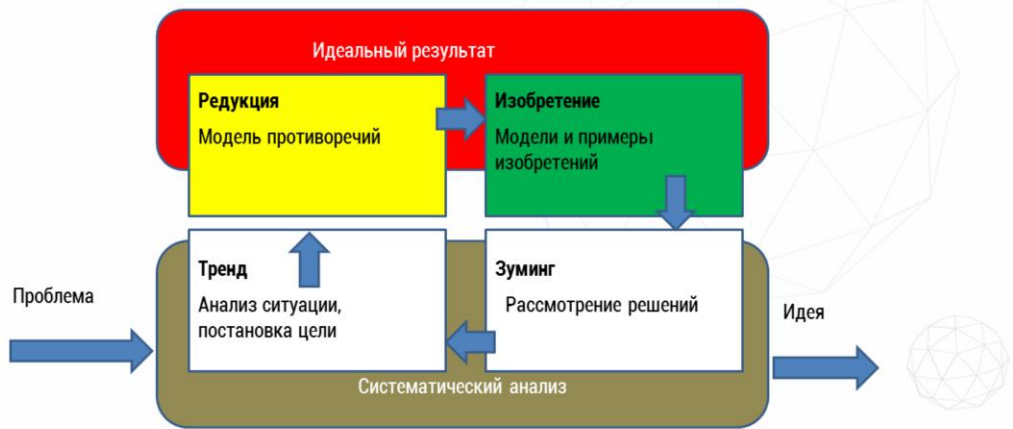 Идеальный результат
Редукция
Модель противоречий
Изобретение
Модели и примеры
изобретений
Проблема
Тренд
Анализ ситуации,
постановка цели
Зуминг
Рассмотрение решений
Идея
Систематический анализ